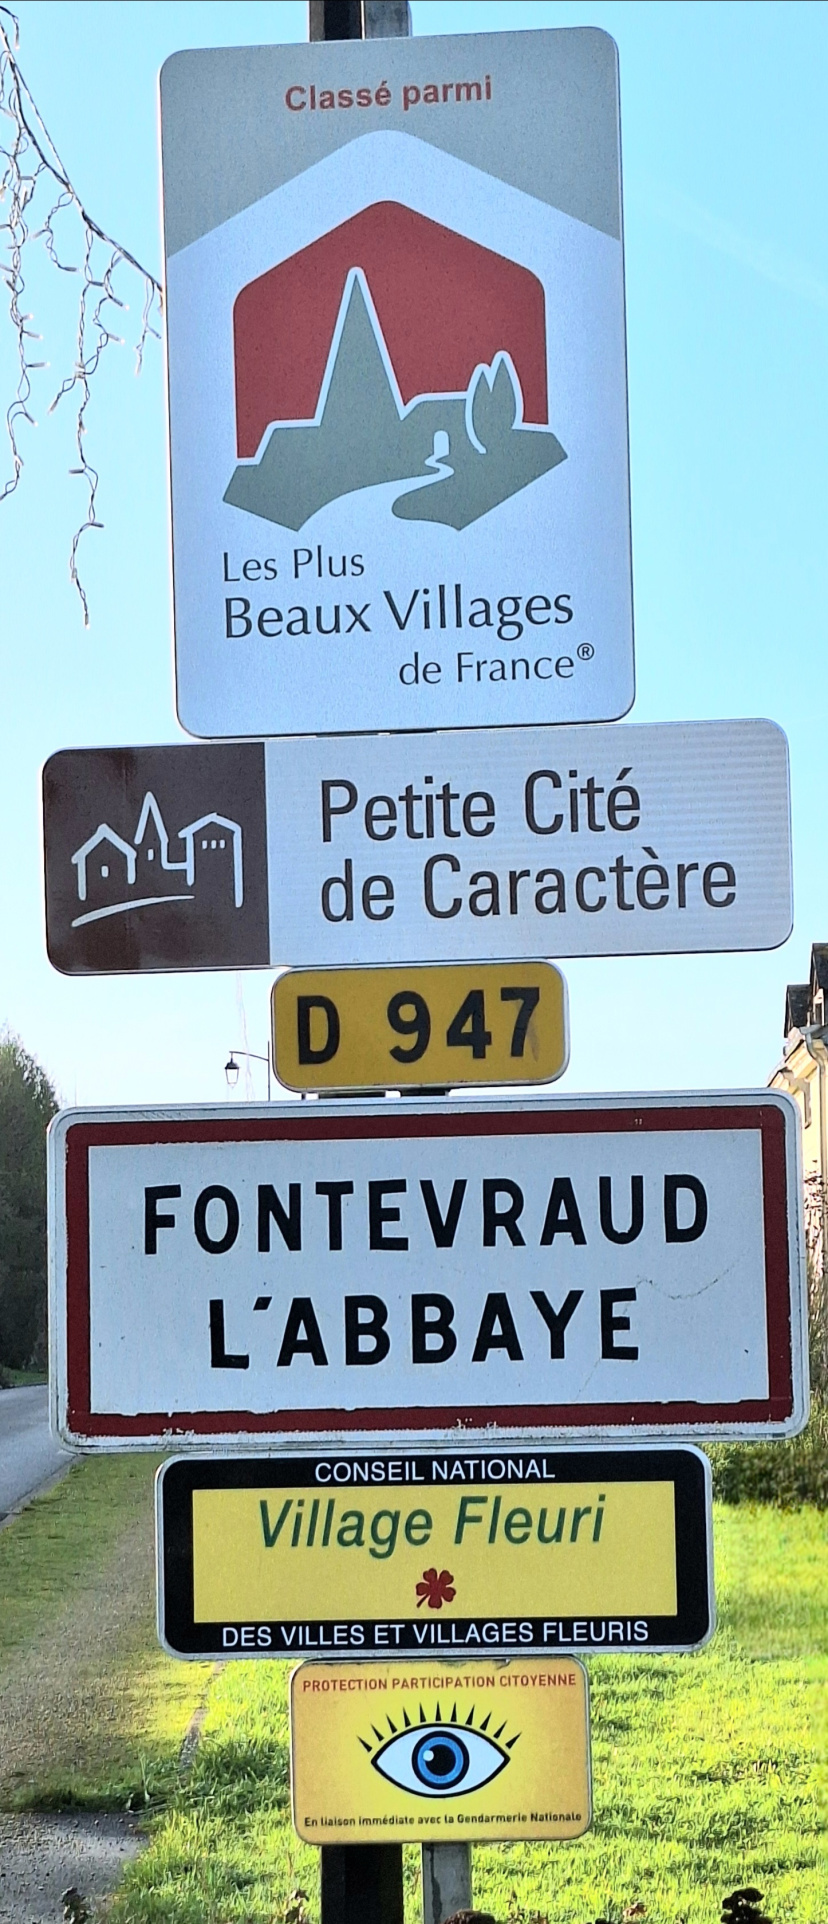 Classé parmi
Les Plus
Beaux Villages
de France®
Petite Cité
de Caractère
D 947
FONTEVRAUD
L'ABBAYE
CONSEIL NATIONAL
Village Fleuri
DES VILLES ET VILLAGES FLEURIS
PROTECTION PARTICIPATION CITOYENNE
En liaison immédiate avec la Gendarmerie Nationale